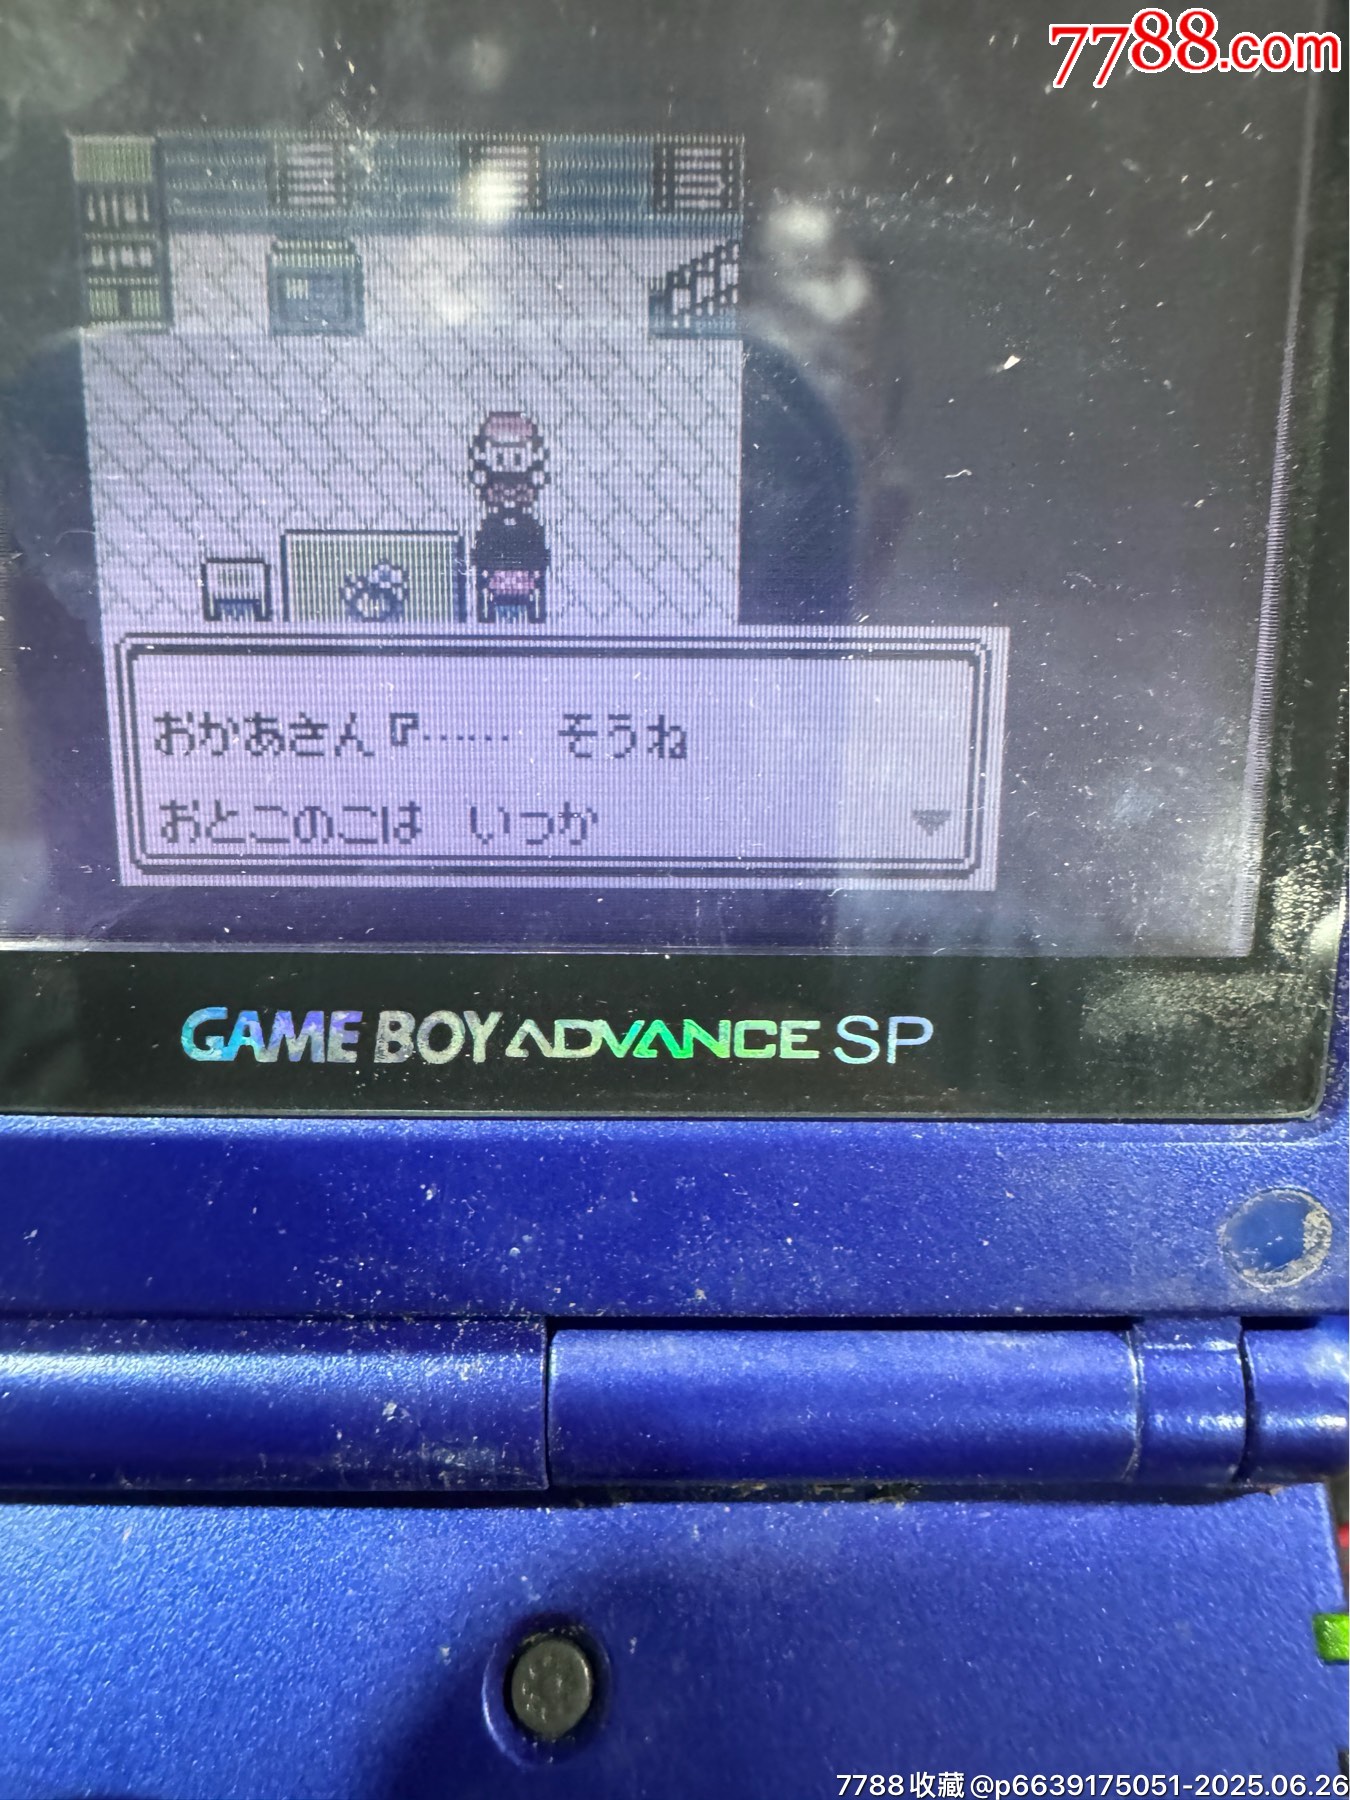 7788.com
おかあさん『…… そうね
おとこのこは いつか
GAME BOY ADVANCE SP
7788收藏@p6639175051-2025.06.26